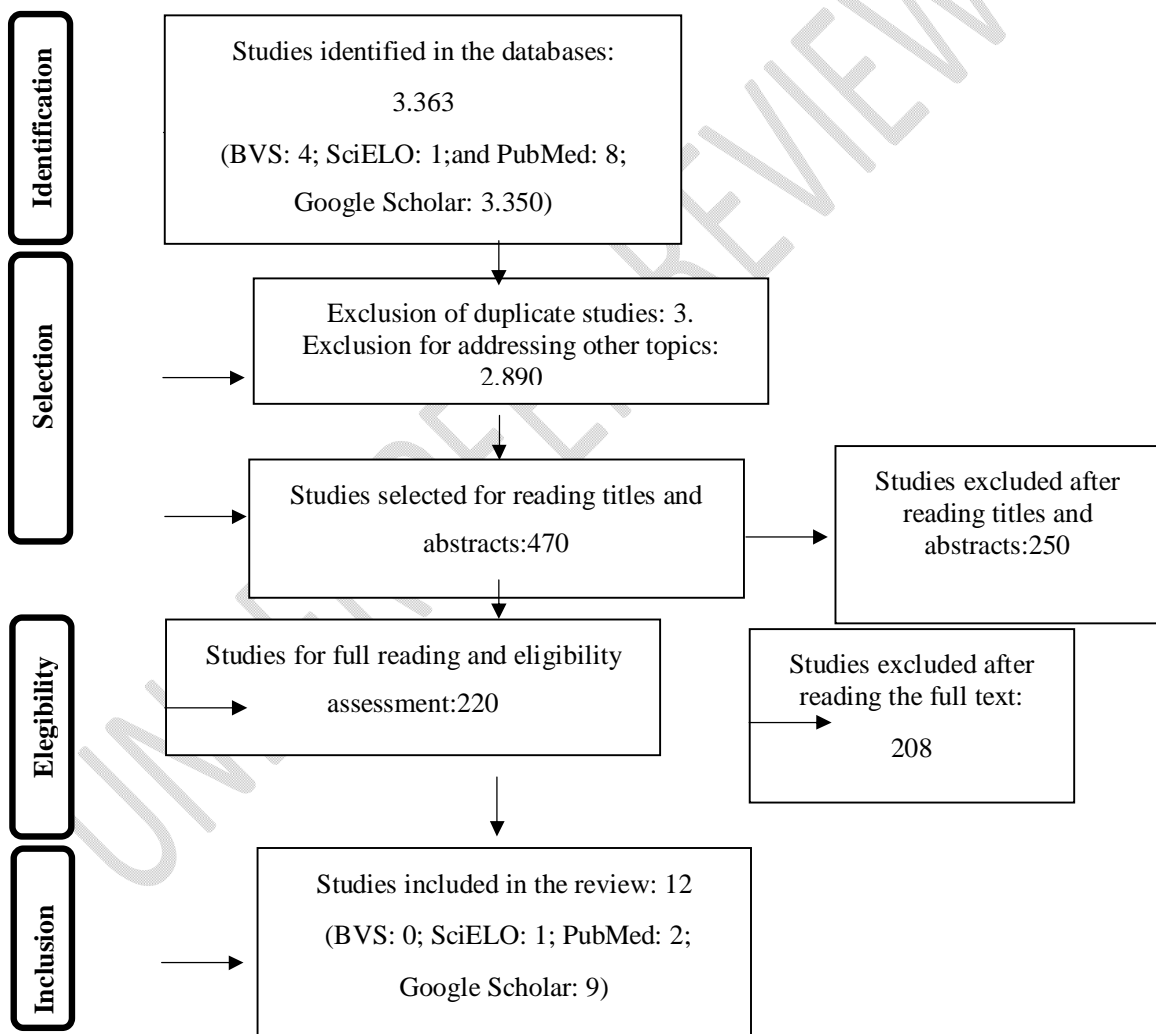 Identification
Studies identified in the databases:
3.363
(BVS: 4; SciELO: 1;and PubMed: 8;
Google Scholar: 3.350)
Selection
Exclusion of duplicate studies: 3.
Exclusion for addressing other topics:
2.890
Studies selected for reading titles and
abstracts:470
Studies excluded after
reading titles and
abstracts:250
Elegibility
Studies for full reading and eligibility
assessment:220
Studies excluded after
reading the full text:
208
Inclusion
Studies included in the review: 12
(BVS: 0; SciELO: 1; PubMed: 2;
Google Scholar: 9)